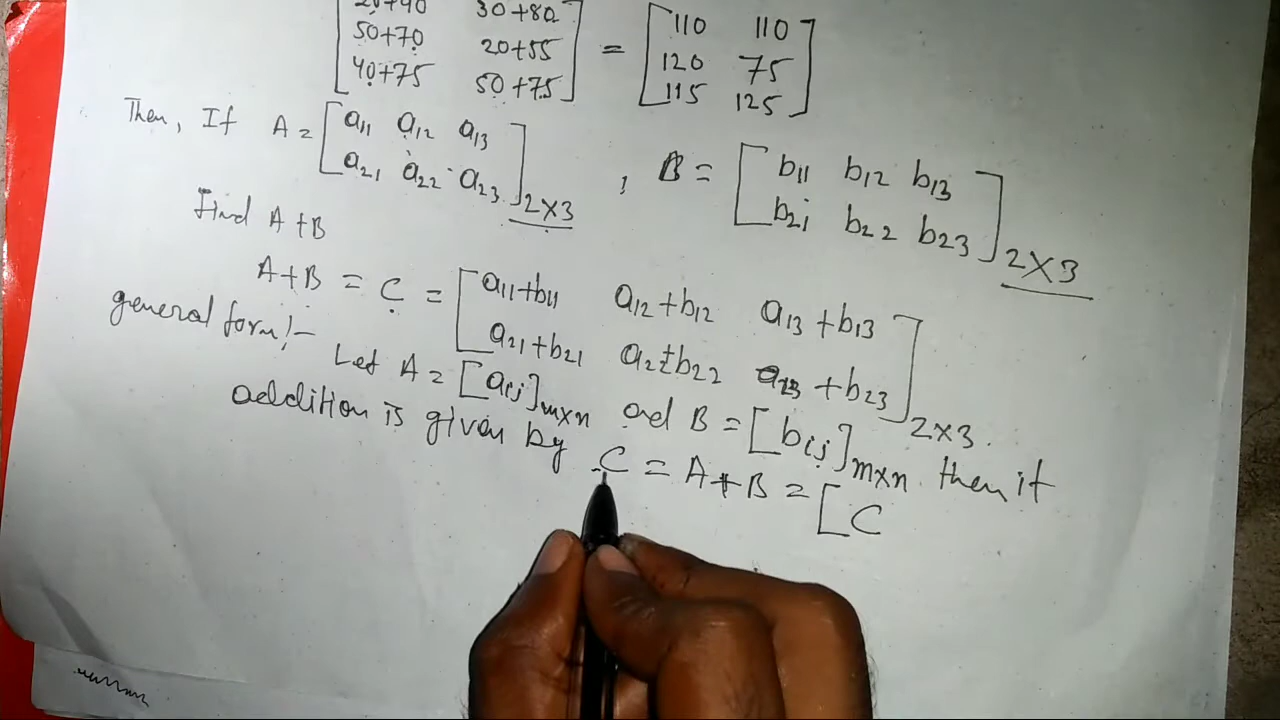 [20+40 30+80
50+70 20+55
40+75 50+75] = [110 110
120 75
115 125]
Then, If A = [a11 a12 a13
a21 a22 a23]2×3 , B = [b11 b12 b13
b21 b22 b23]2×3
Find A+B
A+B = C = [a11+b11 a12+b12 a13+b13
a21+b21 a22+b22 a23+b23]2×3.
general form:- Let A = [aij]m×n ad B = [bij]m×n then it
addition is given by C = A+B = [C